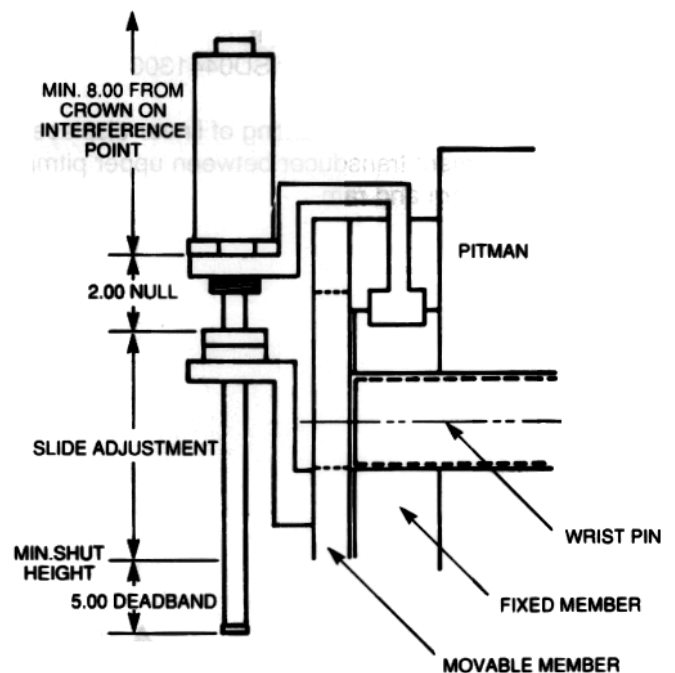 MIN. 8.00 FROM
CROWN ON
INTERFERENCE
POINT
PITMAN
2.00 NULL
SLIDE ADJUSTMENT
MIN.SHUT
HEIGHT
5.00 DEADBAND
WRIST PIN
FIXED MEMBER
MOVABLE MEMBER